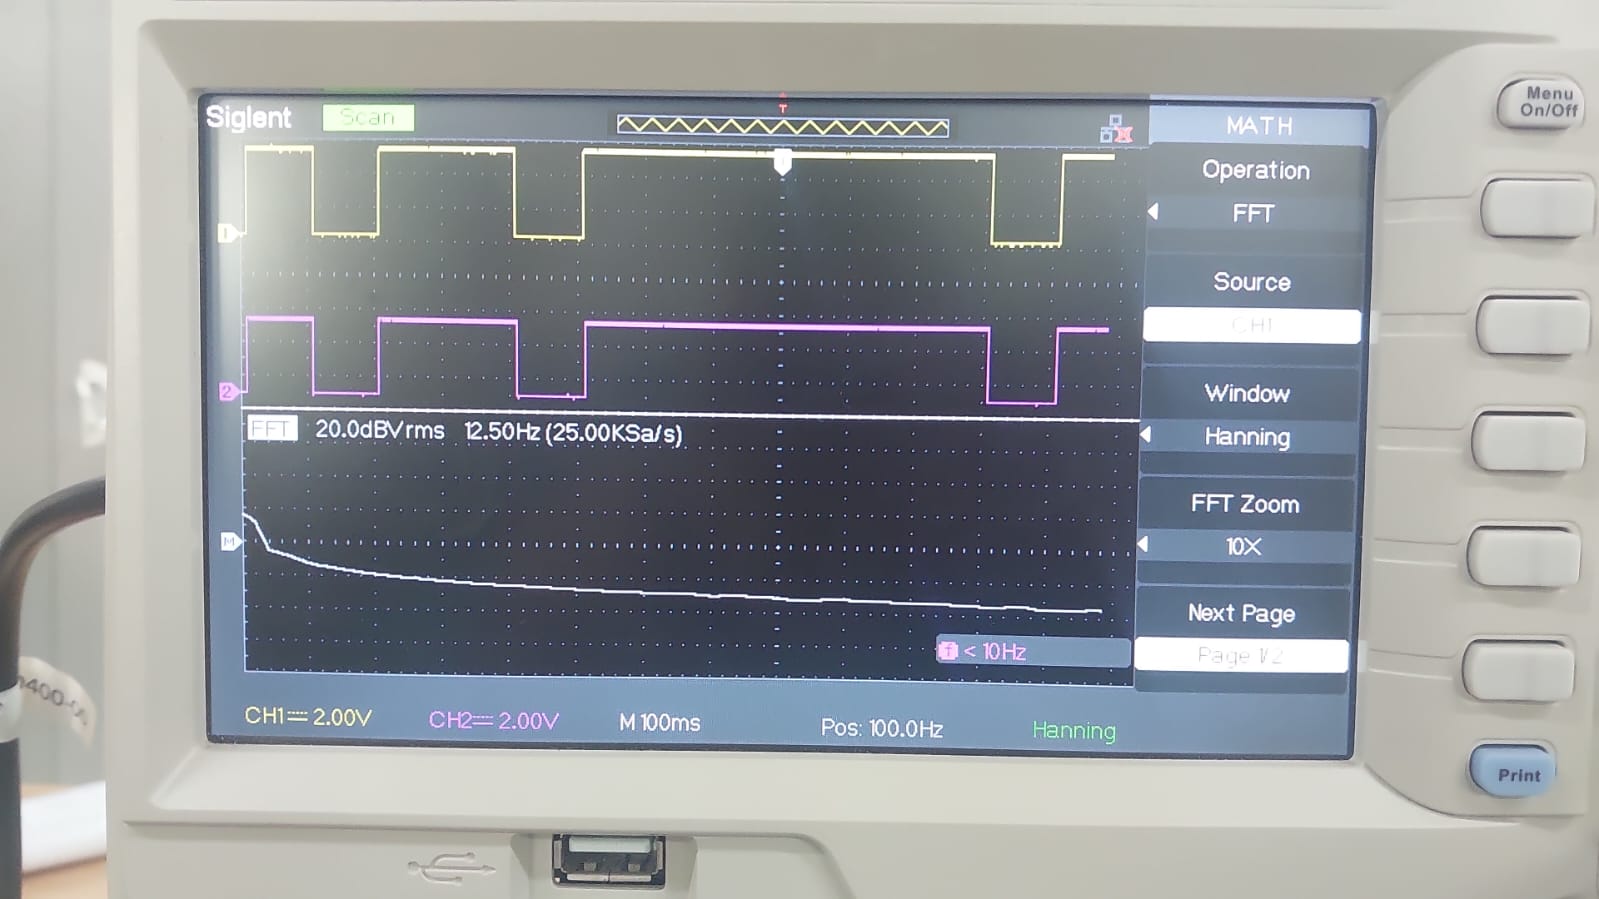 Siglent
Scan
T
MATH
Operation
FFT
Source
CH1
Window
Hanning
FFT Zoom
10X
Next Page
Page 1/2
1
2
FFT 20.0dBVrms 12.50Hz (25.00KSa/s)
M
f < 10Hz
CH1 2.00V CH2 2.00V M 100ms Pos: 100.0Hz Hanning
Menu
On/Off
Print